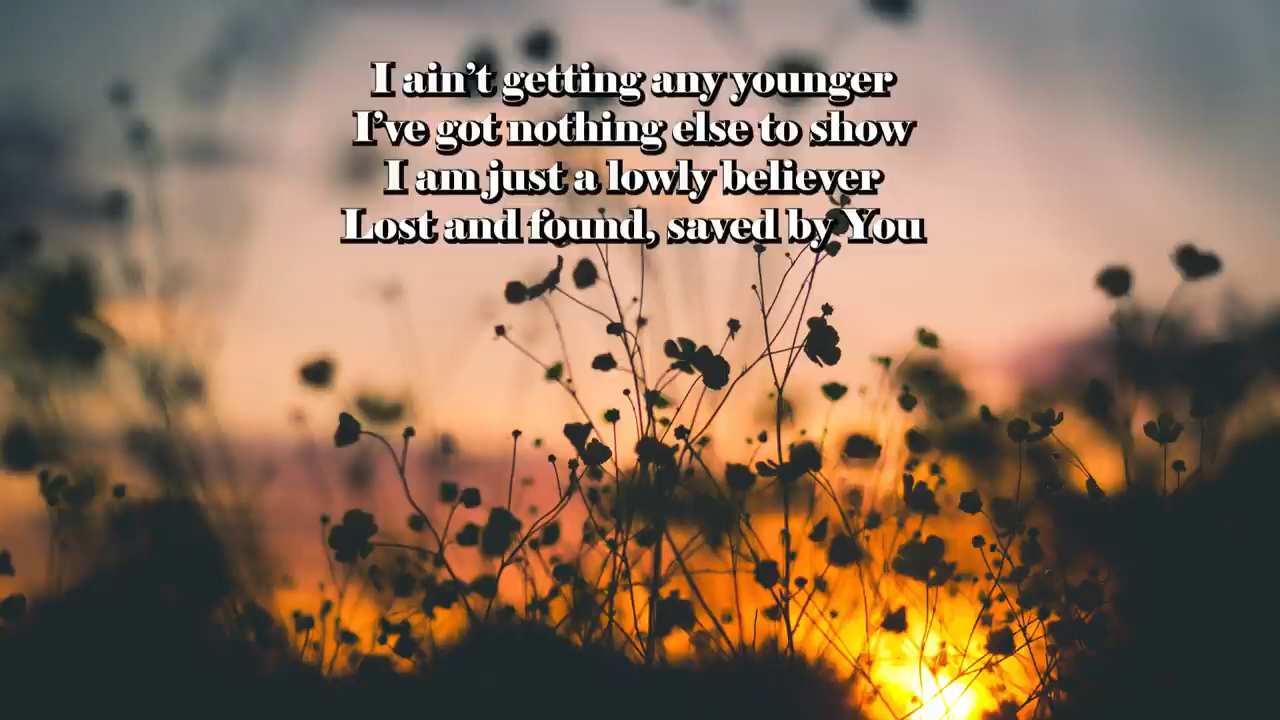 I ain’t getting any younger
I’ve got nothing else to show
I am just a lowly believer
Lost and found, saved by You